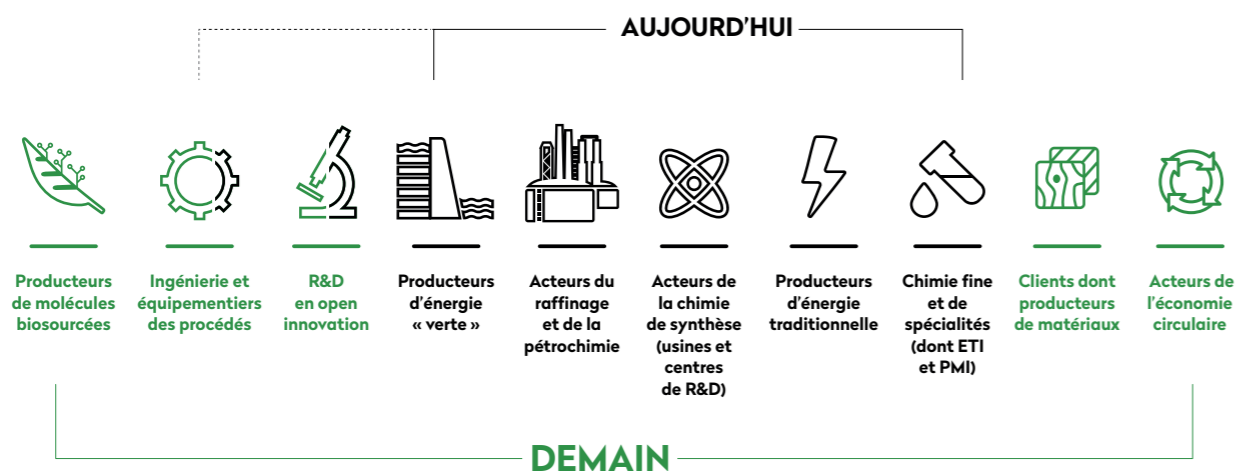 AUJOURD’HUI
Producteurs
de molécules
biosourcées
Ingénierie et
équipementiers
des procédés
R&D
en open
innovation
Producteurs
d’énergie
« verte »
Acteurs du
raffinage
et de la
pétrochimie
Acteurs de
la chimie
de synthèse
(usines et
centres
de R&D)
Producteurs
d’énergie
traditionnelle
Chimie fine
et de
spécialités
(dont ETI
et PMI)
Clients dont
producteurs
de matériaux
Acteurs de
l’économie
circulaire
DEMAIN